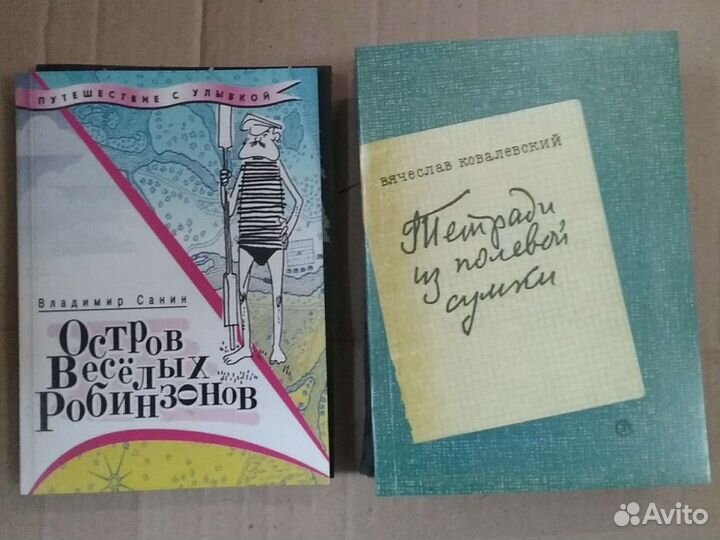 ПУТЕШЕСТВИЕ С УЛЫБКОЙ
Владимир Санин
Остров
Весёлых
Робинзонов
вячеслав ковалевский
Тетради
из полевой
сумки
Avito